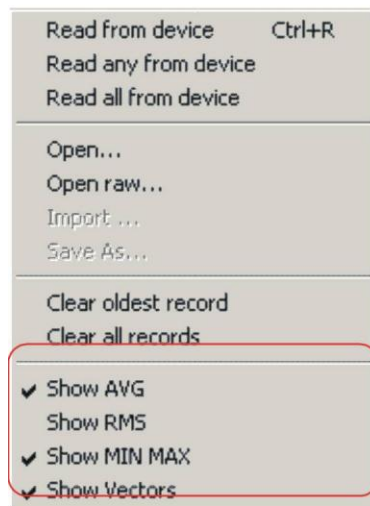 Read from device Ctrl+R
Read any from device
Read all from device
Open...
Open raw...
Import ...
Save As...
Clear oldest record
Clear all records
Show AVG
Show RMS
Show MIN MAX
Show Vectors